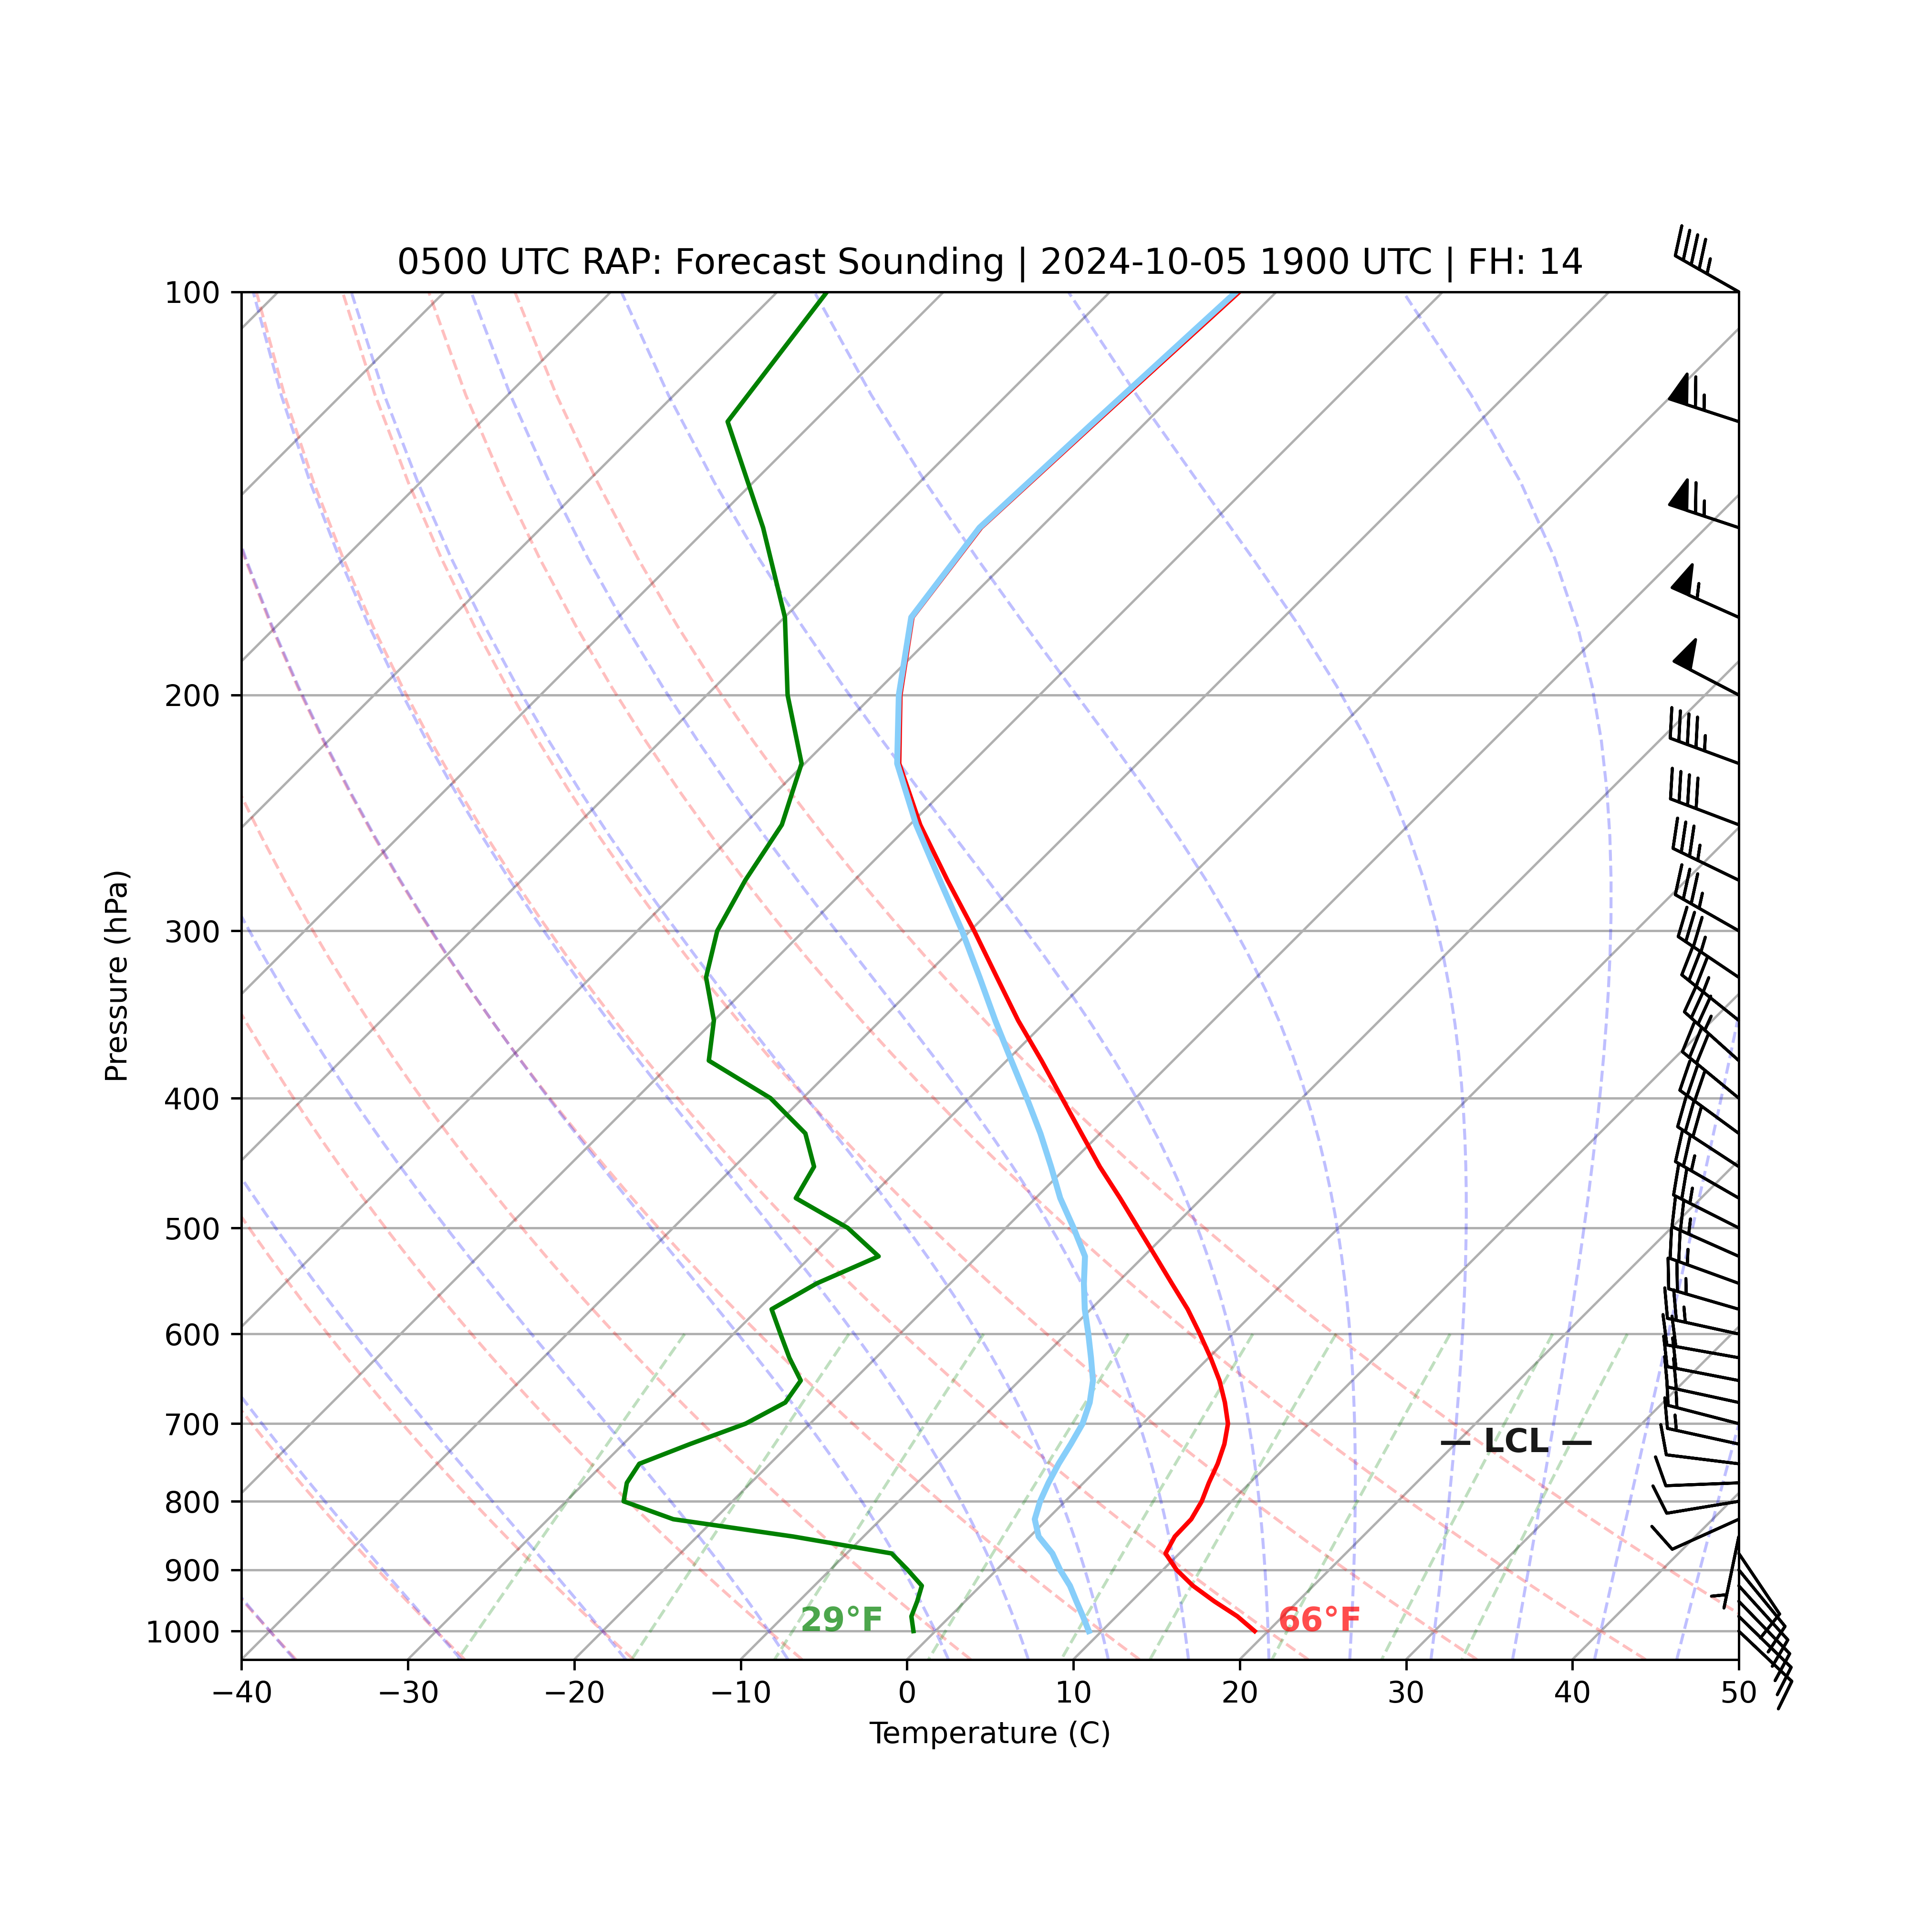 0500 UTC RAP: Forecast Sounding | 2024-10-05 1900 UTC | FH: 14
100
200
300
400
500
600
700
800
900
1000
Pressure (hPa)
— LCL —
29°F 66°F
−40 −30 −20 −10 0 10 20 30 40 50
Temperature (C)